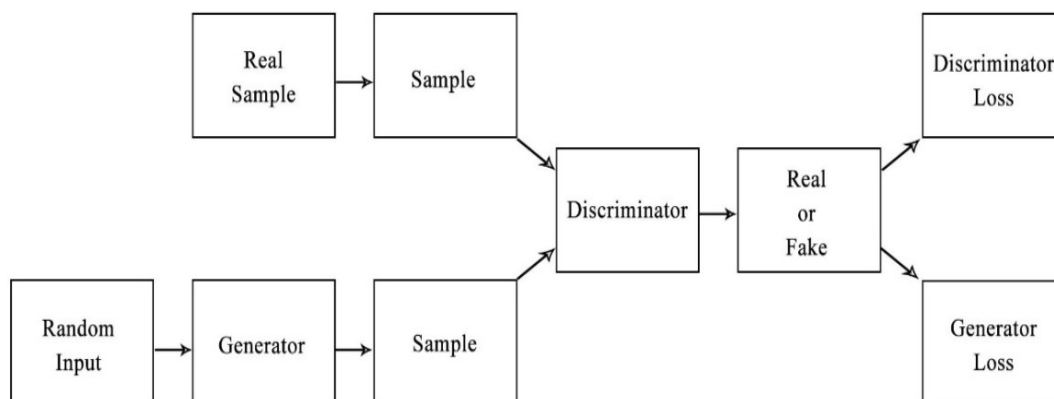 Real
Sample
Sample
Discriminator
Loss
Discriminator
Real
or
Fake
Random
Input
Generator
Sample
Generator
Loss